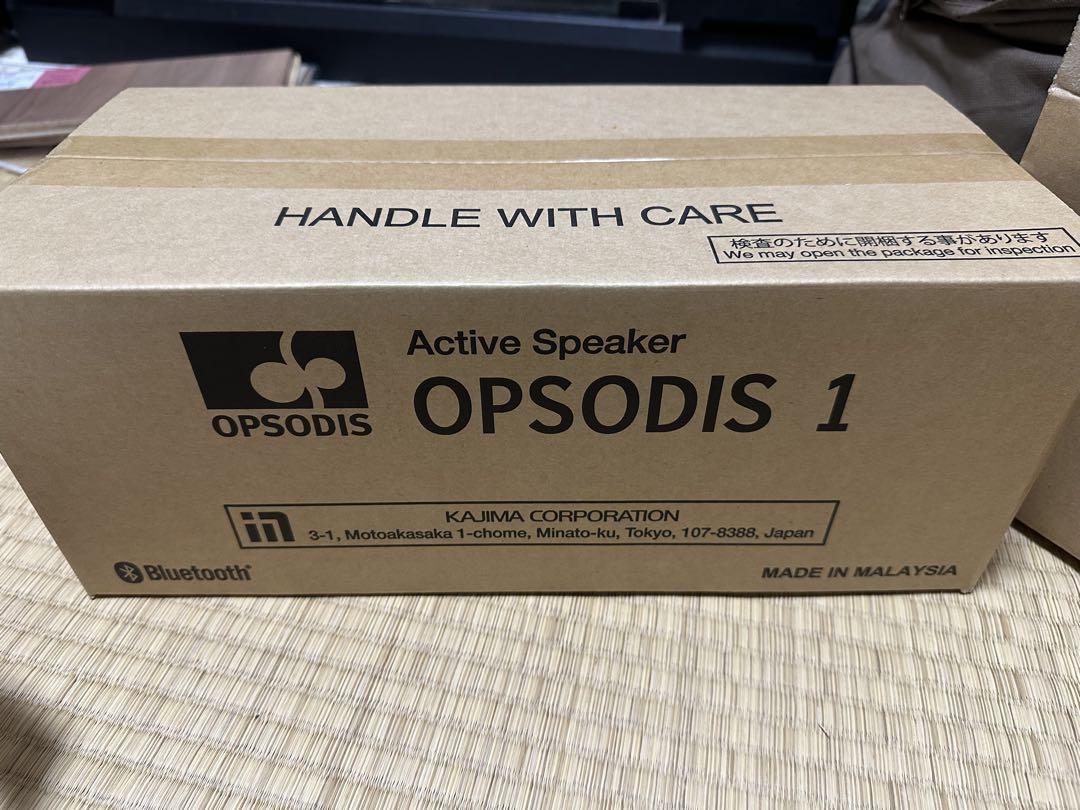 HANDLE WITH CARE
検査のために開梱する事があります
We may open the package for inspection
Active Speaker
OPSODIS 1
OPSODIS
KAJIMA CORPORATION
3-1, Motoakasaka 1-chome, Minato-ku, Tokyo, 107-8388, Japan
Bluetooth®
MADE IN MALAYSIA